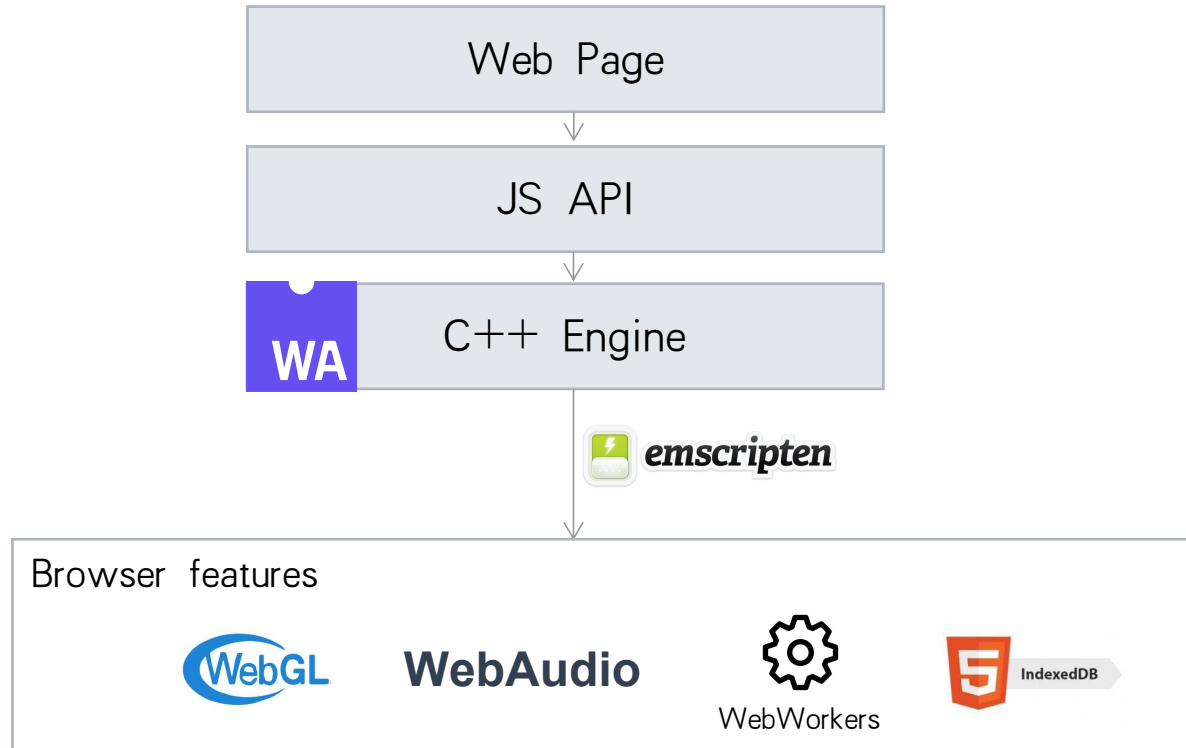 Web Page
JS API
WA
C++ Engine
emscripten
Browser features
WebGL
WebAudio
WebWorkers
5
IndexedDB